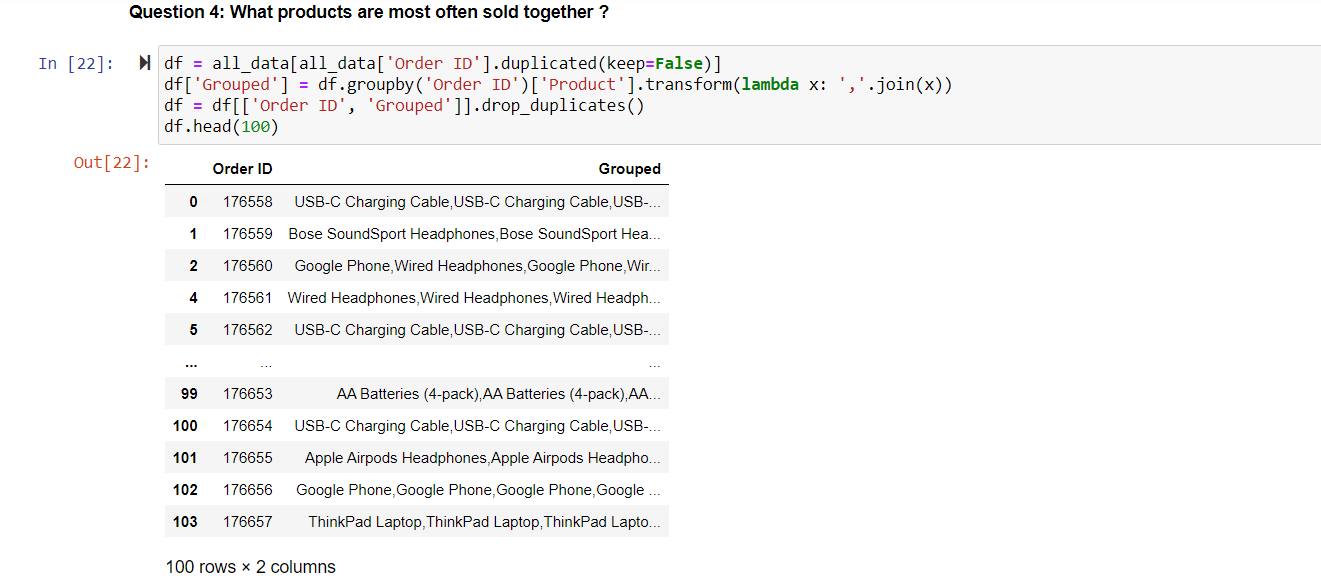 Question 4: What products are most often sold together ?
In [22]:
df = all_data[all_data['Order ID'].duplicated(keep=False)]
df['Grouped'] = df.groupby('Order ID')['Product'].transform(lambda x: ','.join(x))
df = df[['Order ID', 'Grouped']].drop_duplicates()
df.head(100)
Out[22]:
Order ID Grouped
0 176558 USB-C Charging Cable,USB-C Charging Cable,USB-...
1 176559 Bose SoundSport Headphones,Bose SoundSport Hea...
2 176560 Google Phone,Wired Headphones,Google Phone,Wir...
4 176561 Wired Headphones,Wired Headphones,Wired Headph...
5 176562 USB-C Charging Cable,USB-C Charging Cable,USB-...
... ... ...
99 176653 AA Batteries (4-pack),AA Batteries (4-pack),AA...
100 176654 USB-C Charging Cable,USB-C Charging Cable,USB-...
101 176655 Apple Airpods Headphones,Apple Airpods Headpho...
102 176656 Google Phone,Google Phone,Google Phone,Google ...
103 176657 ThinkPad Laptop,ThinkPad Laptop,ThinkPad Lapto...
100 rows × 2 columns